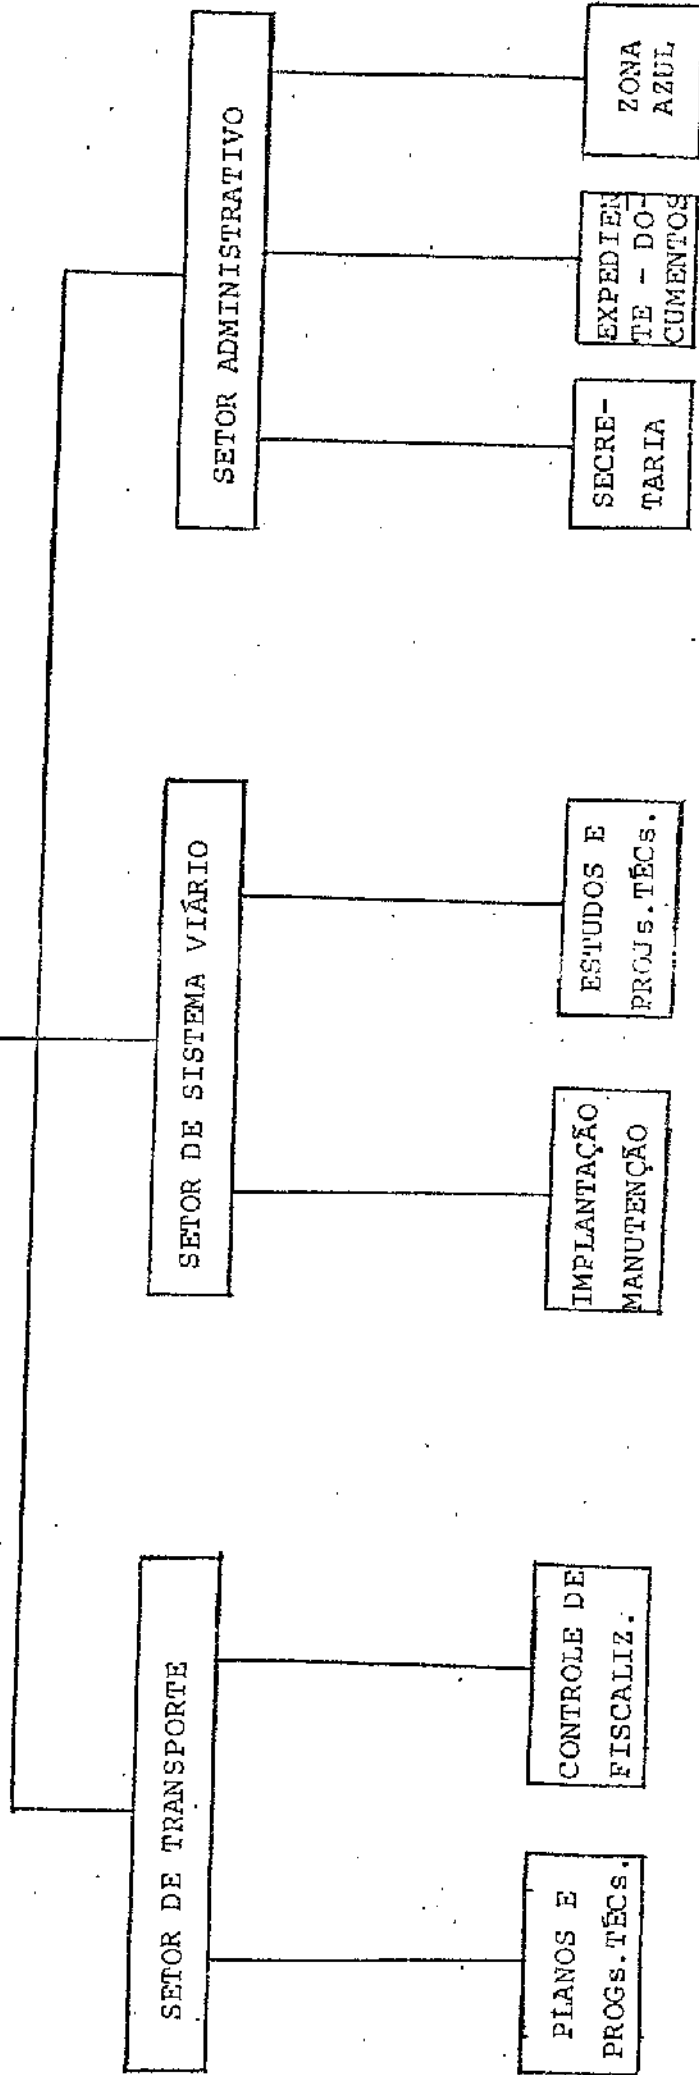 SETOR DE TRANSPORTE
SETOR DE SISTEMA VIÁRIO
SETOR ADMINISTRATIVO
PLANOS E
PROGs.TÉCs.
CONTROLE DE
FISCALIZ.
IMPLANTAÇÃO
MANUTENÇÃO
ESTUDOS E
PROJs.TÉCs.
SECRE-
TARIA
EXPEDIEN
TE - DO-
CUMENTOS
ZONA
AZUL